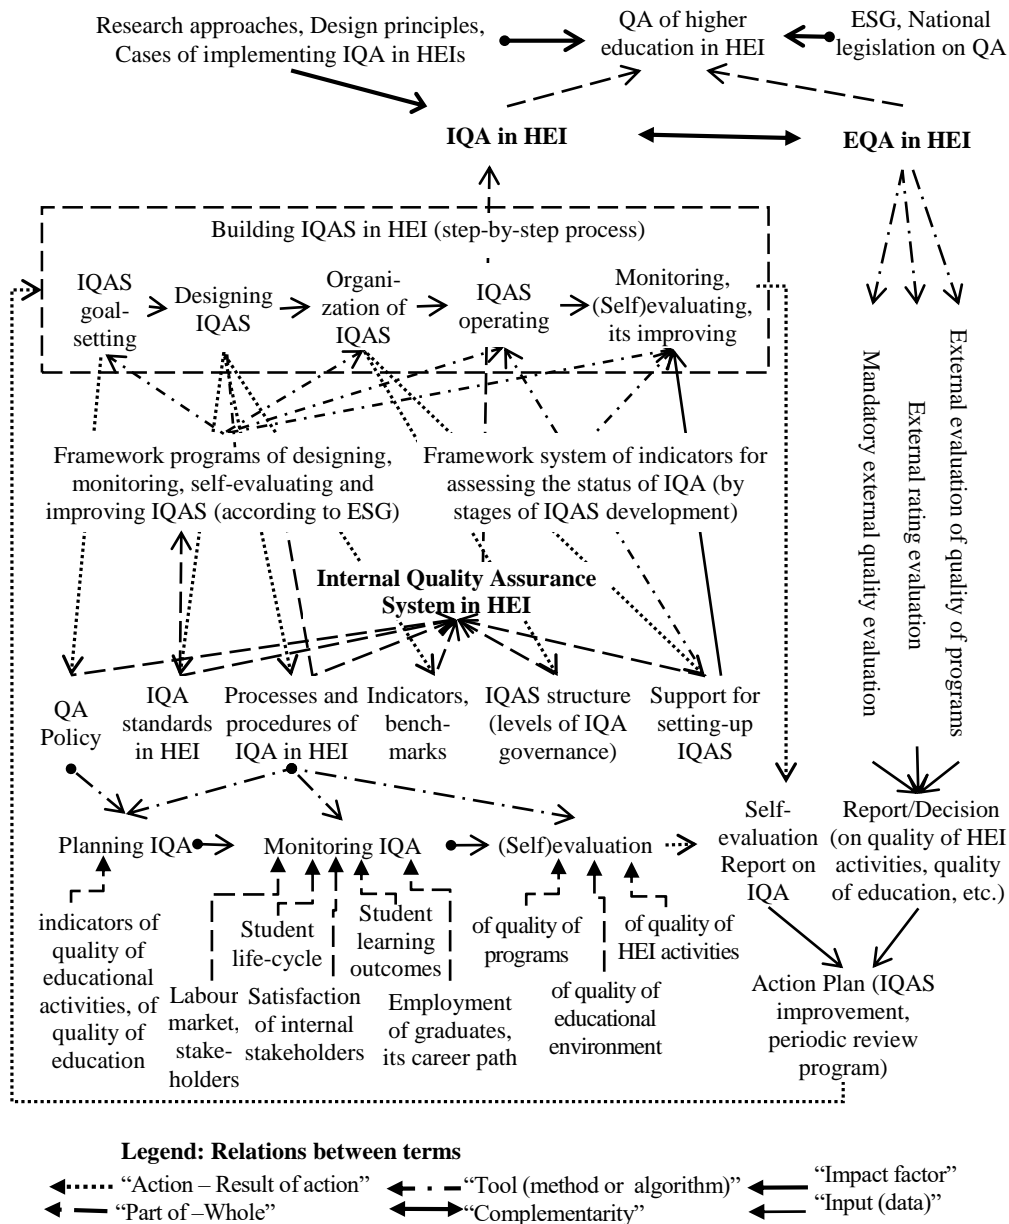 Research approaches, Design principles,
Cases of implementing IQA in HEIs
QA of higher
education in HEI
ESG, National
legislation on QA
IQA in HEI
EQA in HEI
Building IQAS in HEI (step-by-step process)
IQAS
goal-
setting
Designing
IQAS
Organi-
zation of
IQAS
IQAS
operating
Monitoring,
(Self)evaluating,
its improving
Mandatory external quality evaluation
External rating evaluation
External evaluation of quality of programs
Framework programs of designing,
monitoring, self-evaluating and
improving IQAS (according to ESG)
Framework system of indicators for
assessing the status of IQA (by
stages of IQAS development)
Internal Quality Assurance
System in HEI
QA
Policy
IQA
standards
in HEI
Processes and
procedures of
IQA in HEI
Indicators,
bench-
marks
IQAS structure
(levels of IQA
governance)
Support for
setting-up
IQAS
Planning IQA
Monitoring IQA
(Self)evaluation
Self-
evaluation
Report on
IQA
Report/Decision
(on quality of HEI
activities, quality
of education, etc.)
indicators of
quality of
educational
activities, of
quality of
education
Labour
market,
stake-
holders
Student
life-cycle
Satisfaction
of internal
stakeholders
Student
learning
outcomes
Employment
of graduates,
its career path
of quality of
programs
of quality of
educational
environment
of quality of
HEI activities
Action Plan (IQAS
improvement,
periodic review
program)
Legend: Relations between terms
“Action – Result of action”
“Tool (method or algorithm)”
“Impact factor”
“Part of –Whole”
“Complementarity”
“Input (data)”